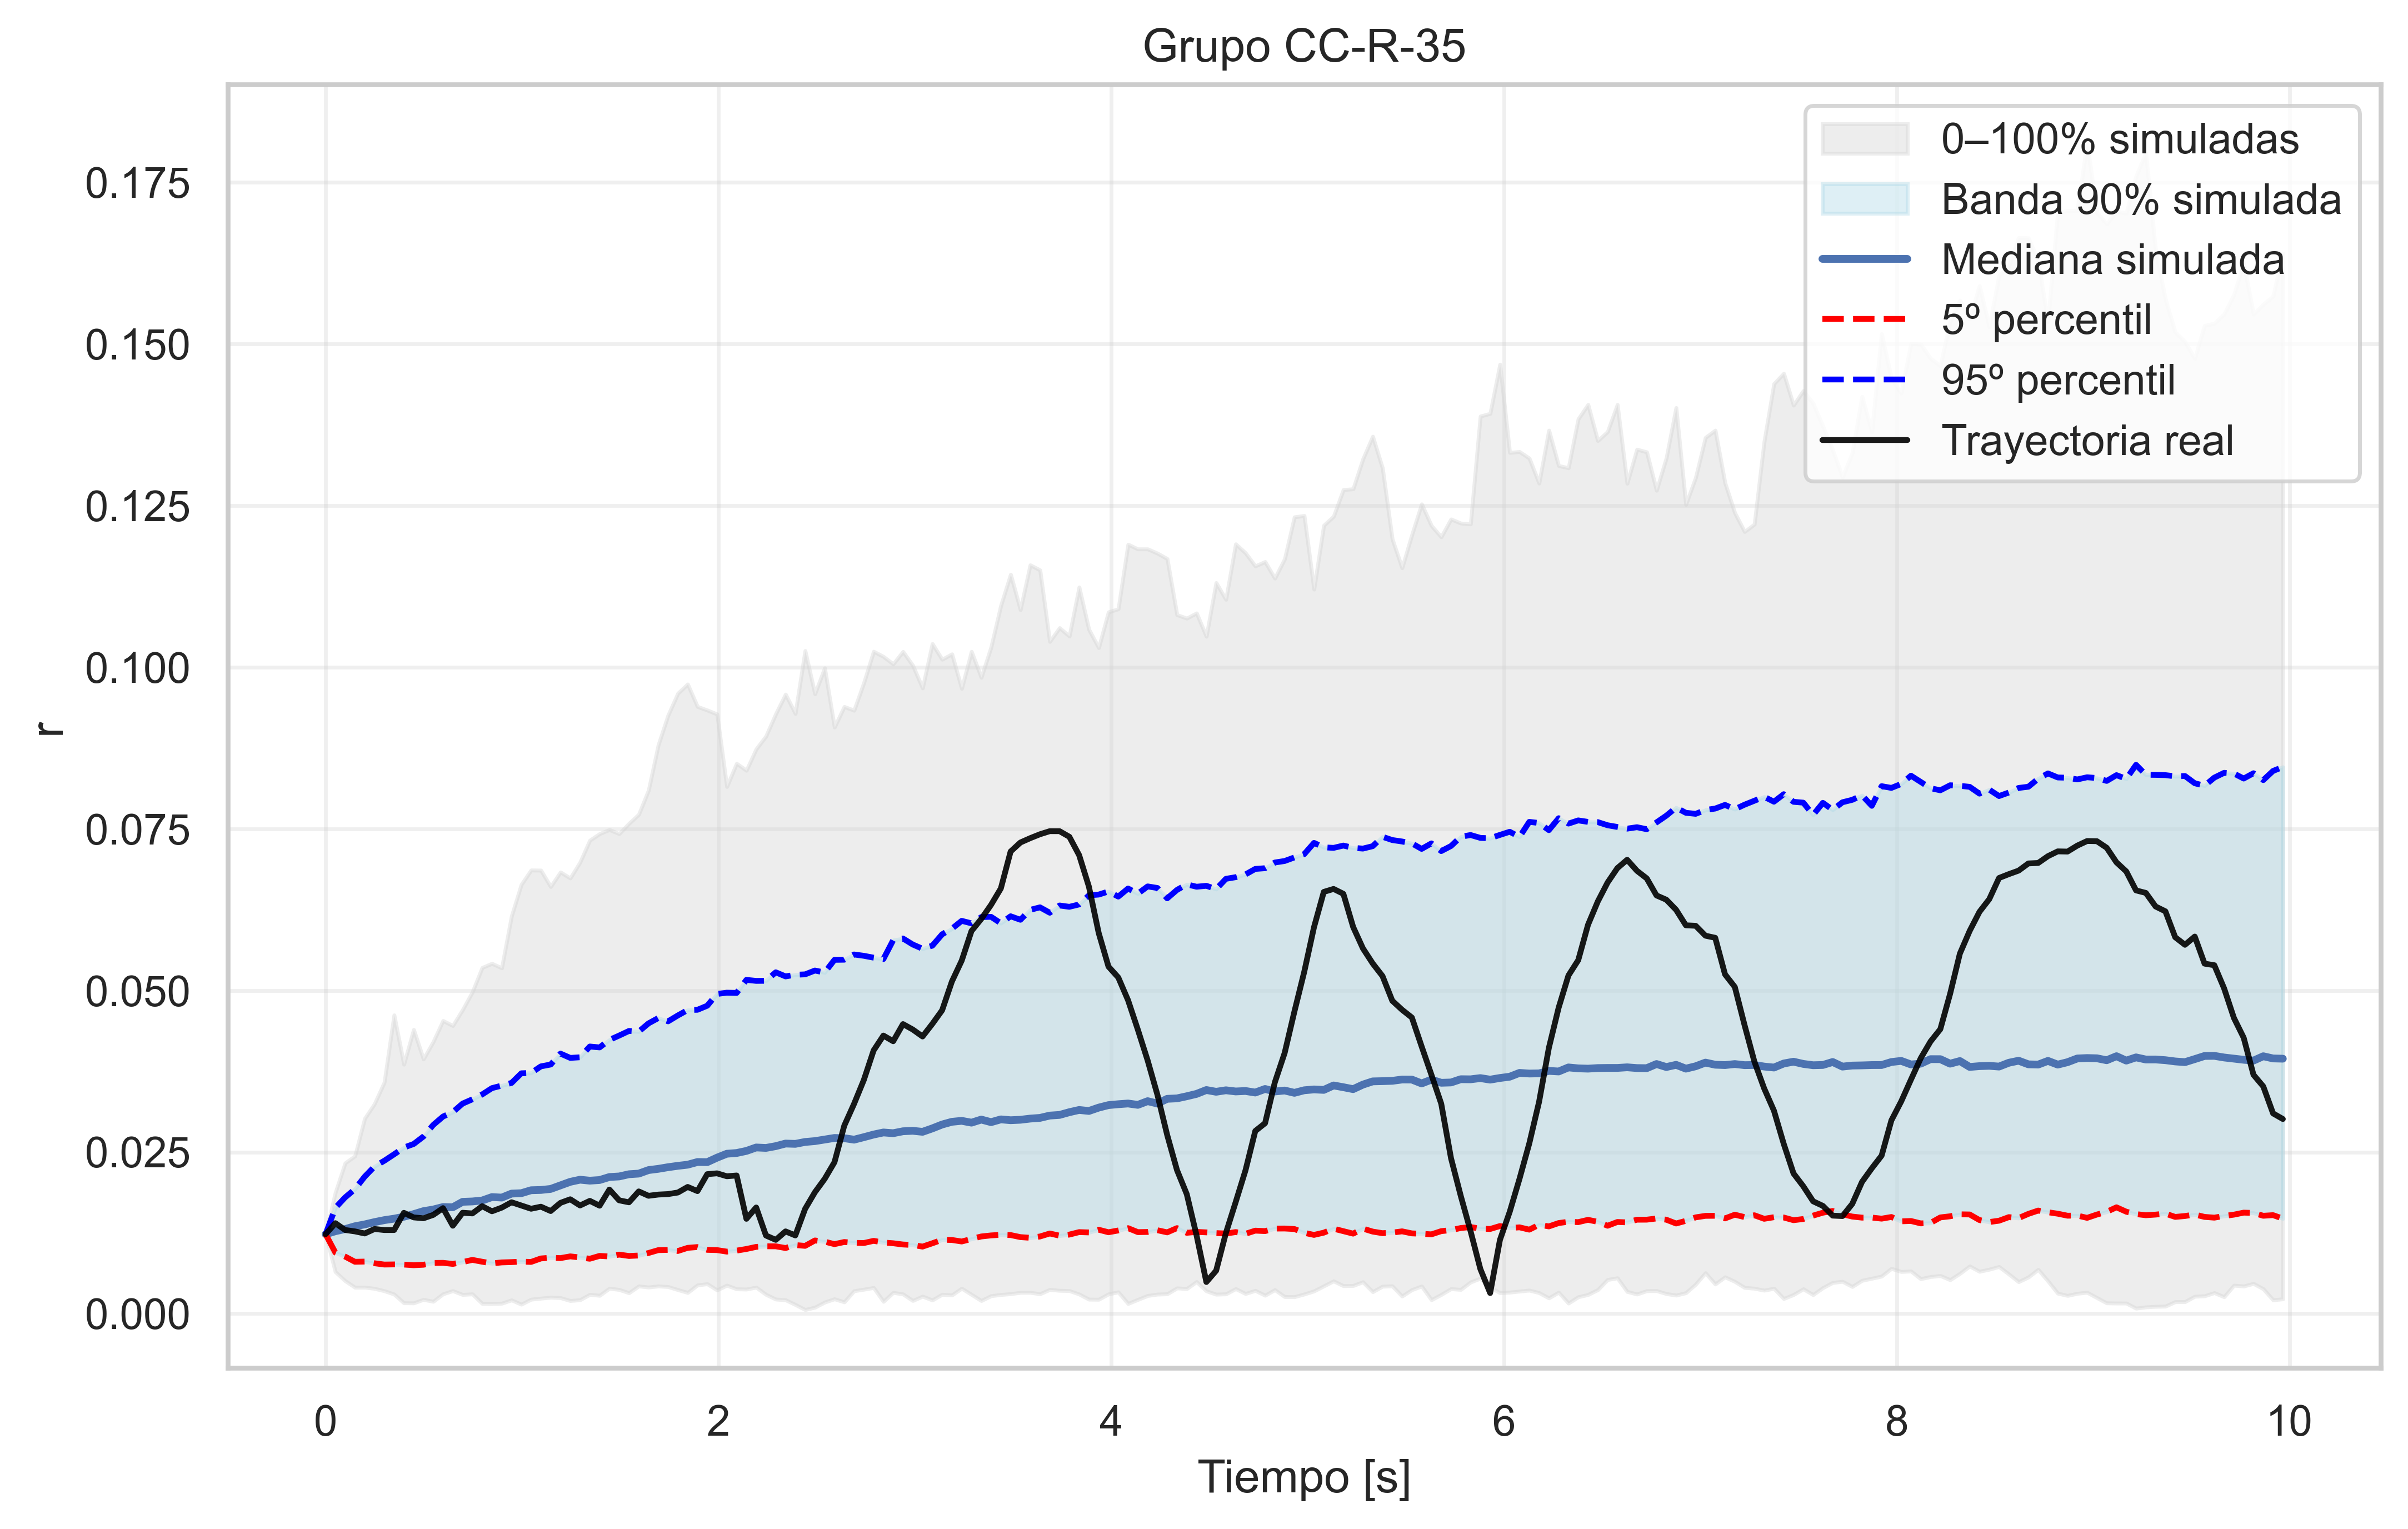 Grupo CC-R-35
0–100% simuladas
Banda 90% simulada
Mediana simulada
5º percentil
95º percentil
Trayectoria real
r
0.175
0.150
0.125
0.100
0.075
0.050
0.025
0.000
0 2 4 6 8 10
Tiempo [s]